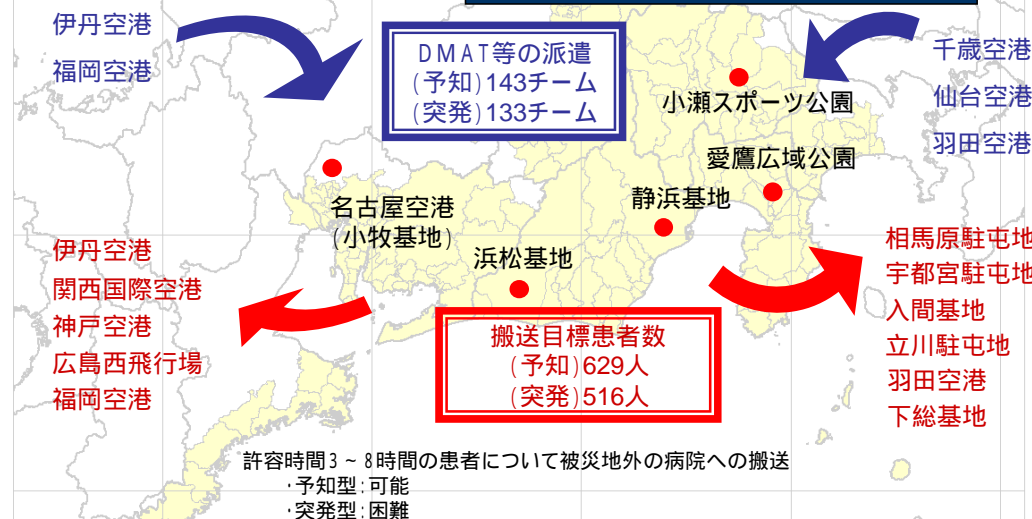 伊丹空港
福岡空港
DMAT等の派遣
(予知)143チーム
(突発)133チーム
千歳空港
仙台空港
羽田空港
小瀬スポーツ公園
愛鷹広域公園
静浜基地
名古屋空港
(小牧基地)
浜松基地
伊丹空港
関西国際空港
神戸空港
広島西飛行場
福岡空港
搬送目標患者数
(予知)629人
(突発)516人
相馬原駐屯地
宇都宮駐屯地
入間基地
立川駐屯地
羽田空港
下総基地
許容時間3~8時間の患者について被災地外の病院への搬送
・予知型:可能
・突発型:困難